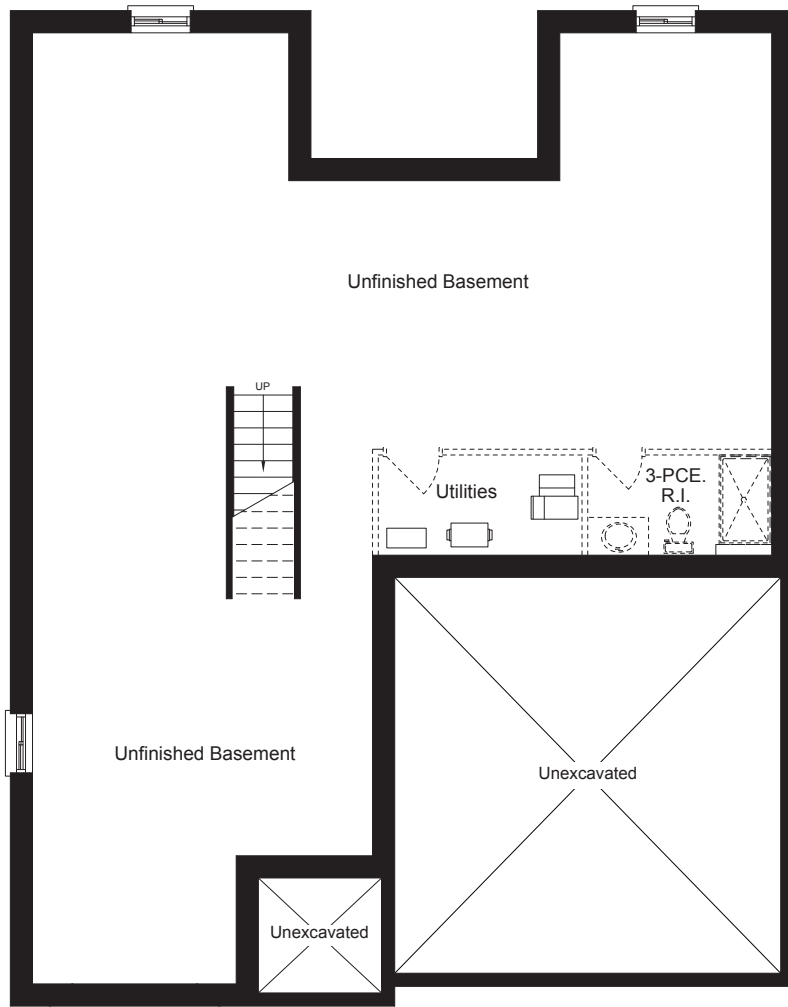 Unfinished Basement
UP
3-PCE.
R.I.
Utilities
Unfinished Basement
Unexcavated
Unexcavated